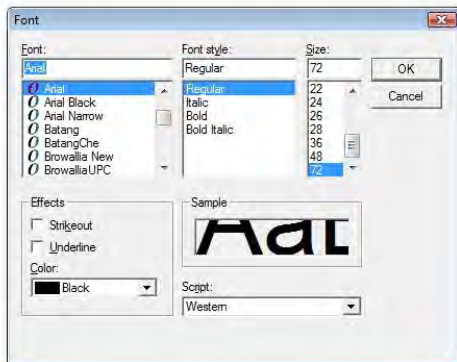 Font
Font:
Arial
Arial
Arial Black
Arial Narrow
Batang
BatangChe
Browallia New
BrowalliaUPC
Font style:
Regular
Regular
Italic
Bold
Bold Italic
Size:
72
22
24
26
28
36
48
72
OK
Cancel
Effects
Strikeout
Underline
Color:
Black
Sample
Script:
Western